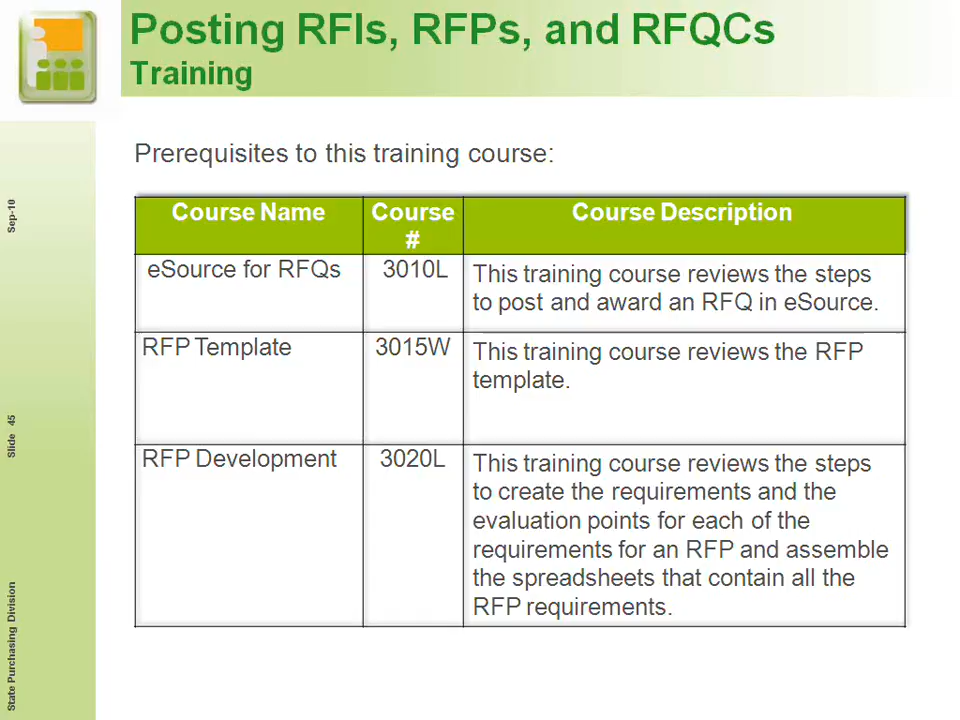 Posting RFIs, RFPs, and RFQCs
Training
Prerequisites to this training course:
Course Name
Course
#
Course Description
eSource for RFQs
3010L
This training course reviews the steps
to post and award an RFQ in eSource.
RFP Template
3015W
This training course reviews the RFP
template.
RFP Development
3020L
This training course reviews the steps
to create the requirements and the
evaluation points for each of the
requirements for an RFP and assemble
the spreadsheets that contain all the
RFP requirements.
Sep-10
Slide 45
State Purchasing Division